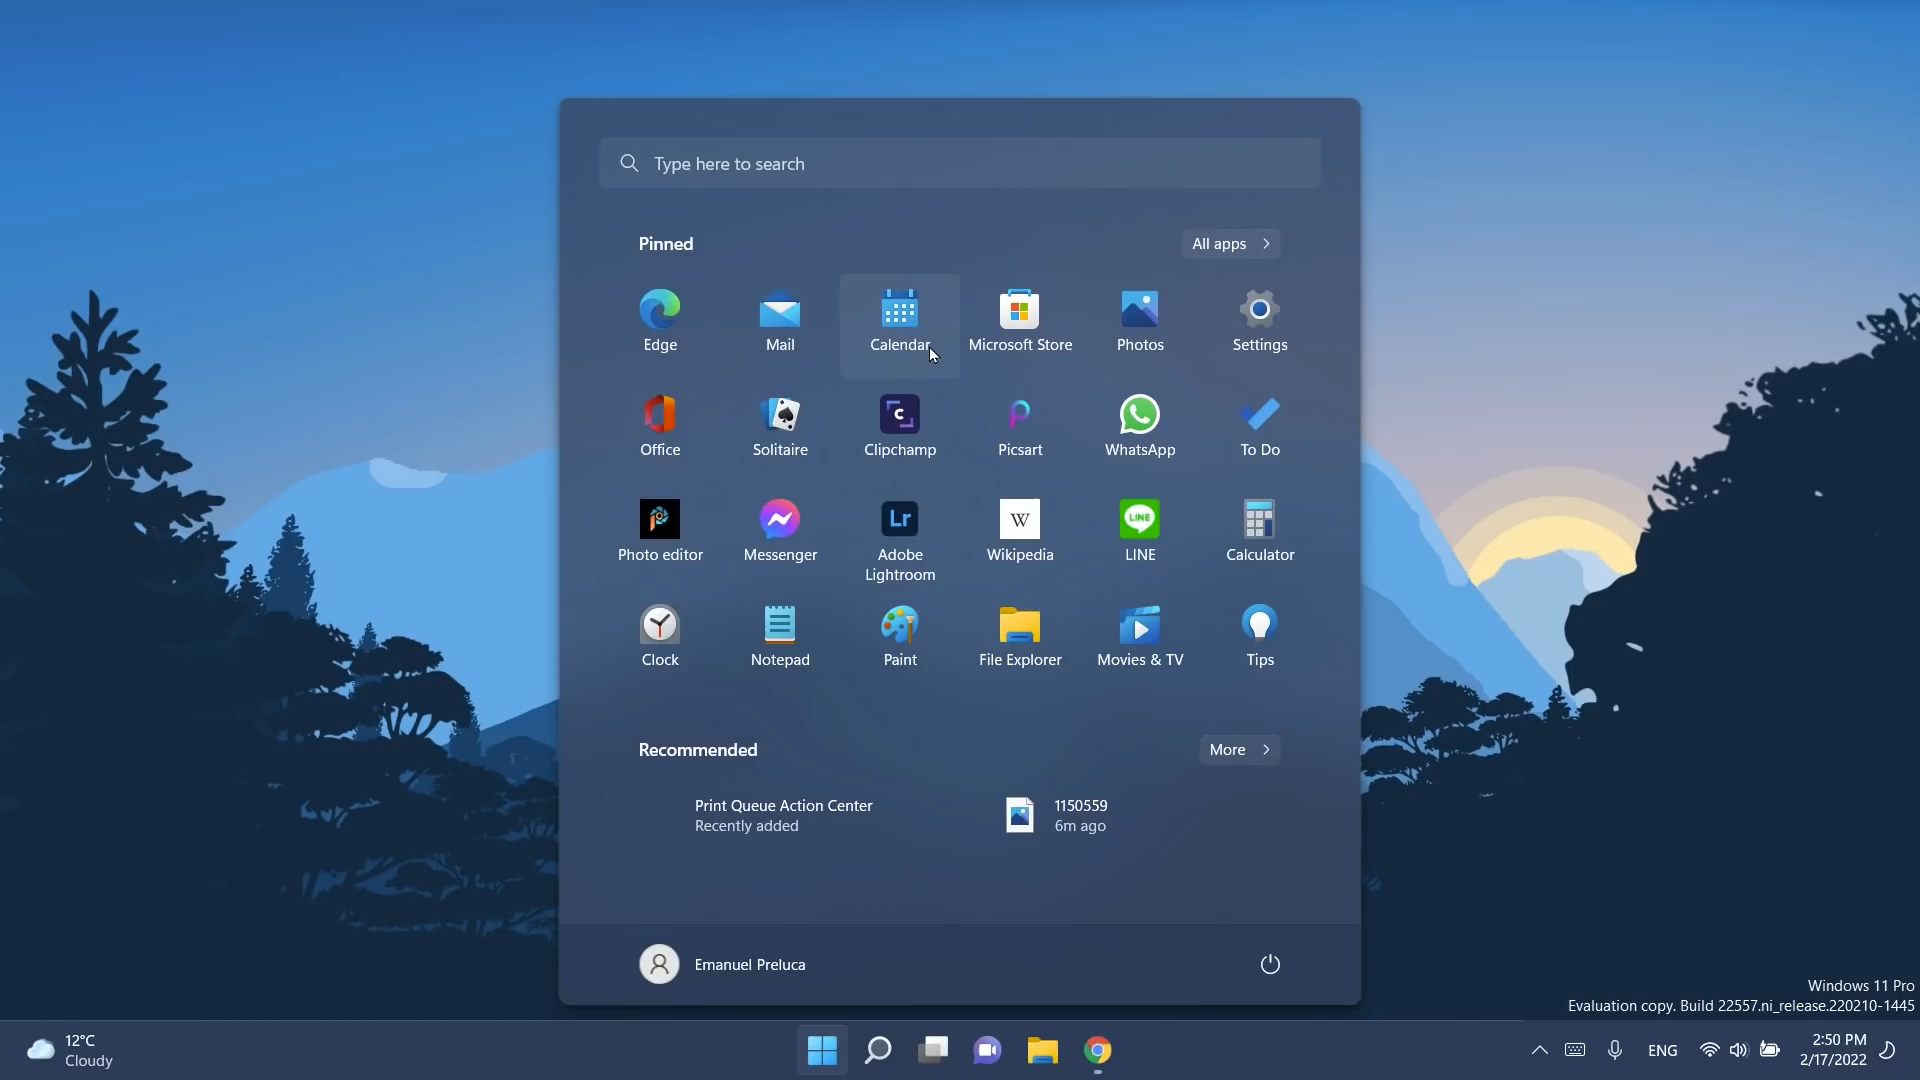 Type here to search
Pinned
All apps
Edge
Mail
Calendar
Microsoft Store
Photos
Settings
Office
Solitaire
C
Clipchamp
Picsart
WhatsApp
To Do
Photo editor
Messenger
Lr
Adobe
Lightroom
W
Wikipedia
LINE
LINE
Calculator
Clock
Notepad
Paint
File Explorer
Movies & TV
Tips
Recommended
More
Print Queue Action Center
Recently added
1150559
6m ago
Emanuel Preluca
Windows 11 Pro
Evaluation copy. Build 22557.ni_release.220210-1445
12°C
Cloudy
ENG
2:50 PM
2/17/2022